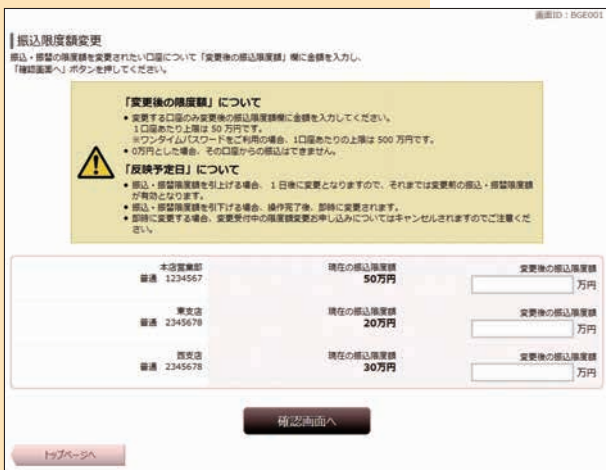 画面ID：BGE001
振込限度額変更
振込・振替の限度額を変更されたい口座について「変更後の振込限度額」欄に金額を入力し、
「確認画面へ」ボタンを押してください。
「変更後の限度額」について
● 変更する口座のみ変更後の振込限度額欄に金額を入力してください。
１口座あたり上限は 50 万円です。
※ワンタイムパスワードをご利用の場合、1口座あたりの上限は 500 万円です。
● 0万円とした場合、その口座からの振込はできません。
「反映予定日」について
● 振込・振替限度額を引上げる場合、１日後に変更となりますので、それまでは変更前の振込・振替限度額
が有効となります。
● 振込・振替限度額を引下げる場合、操作完了後、即時に変更されます。
● 即時に変更する場合、変更受付中の限度額変更お申し込みについてはキャンセルされますのでご注意くだ
さい。
本店営業部 現在の振込限度額 変更後の振込限度額
普通 1234567 50万円 万円
東支店 現在の振込限度額 変更後の振込限度額
普通 2345678 20万円 万円
西支店 現在の振込限度額 変更後の振込限度額
普通 2345678 30万円 万円
確認画面へ
トップページへ